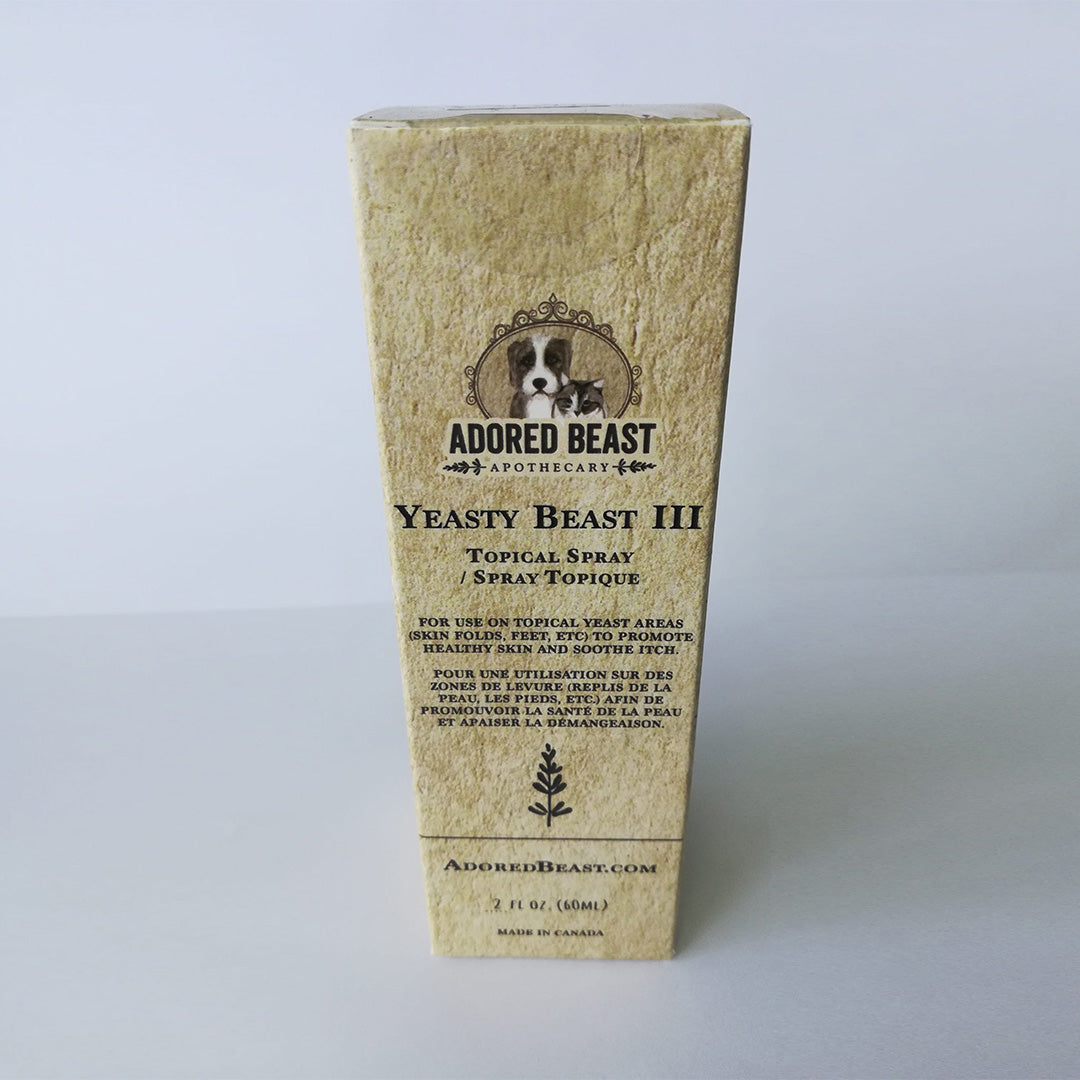 ADORED BEAST
APOTHECARY
YEASTY BEAST III
TOPICAL SPRAY
/ SPRAY TOPIQUE
FOR USE ON TOPICAL YEAST AREAS
(SKIN FOLDS, FEET, ETC) TO PROMOTE
HEALTHY SKIN AND SOOTHE ITCH.
POUR UNE UTILISATION SUR DES
ZONES DE LEVURE (REPLIS DE LA
PEAU, LES PIEDS, ETC.) AFIN DE
PROMOUVOIR LA SANTÉ DE LA PEAU
ET APAISER LA DÉMANGEAISON.
ADOREDBEAST.COM
2 FL OZ. (60ML)
MADE IN CANADA